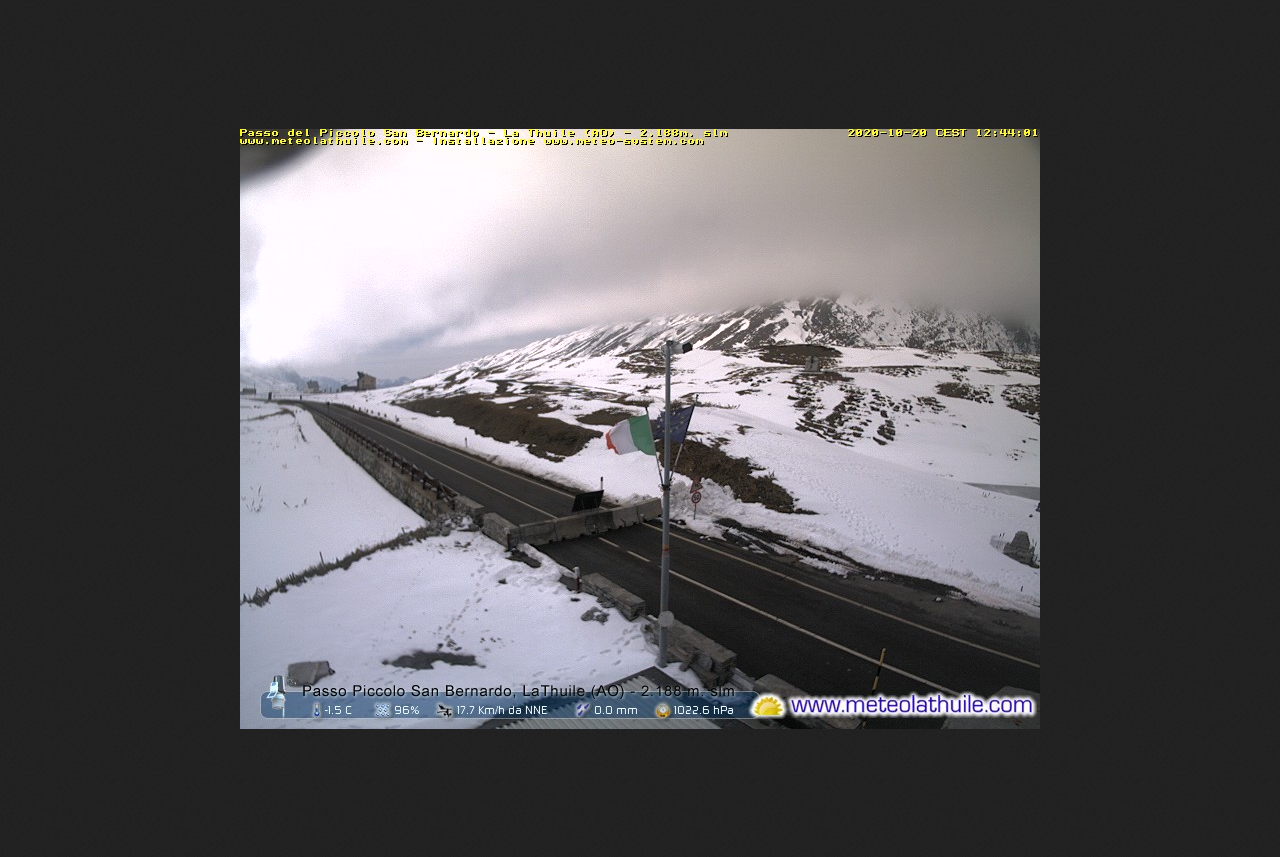 Passo del Piccolo San Bernardo - La Thuile (AO) - 2.188m. slm
2020-10-20 CEST 12:44:01
www.meteolathuile.com - Installazione www.meteo-system.com
Passo Piccolo San Bernardo, LaThuile (AO) - 2.188 m. slm
-1.5 C 96% 17.7 Km/h da NNE 0.0 mm 1022.6 hPa
www.meteolathuile.com